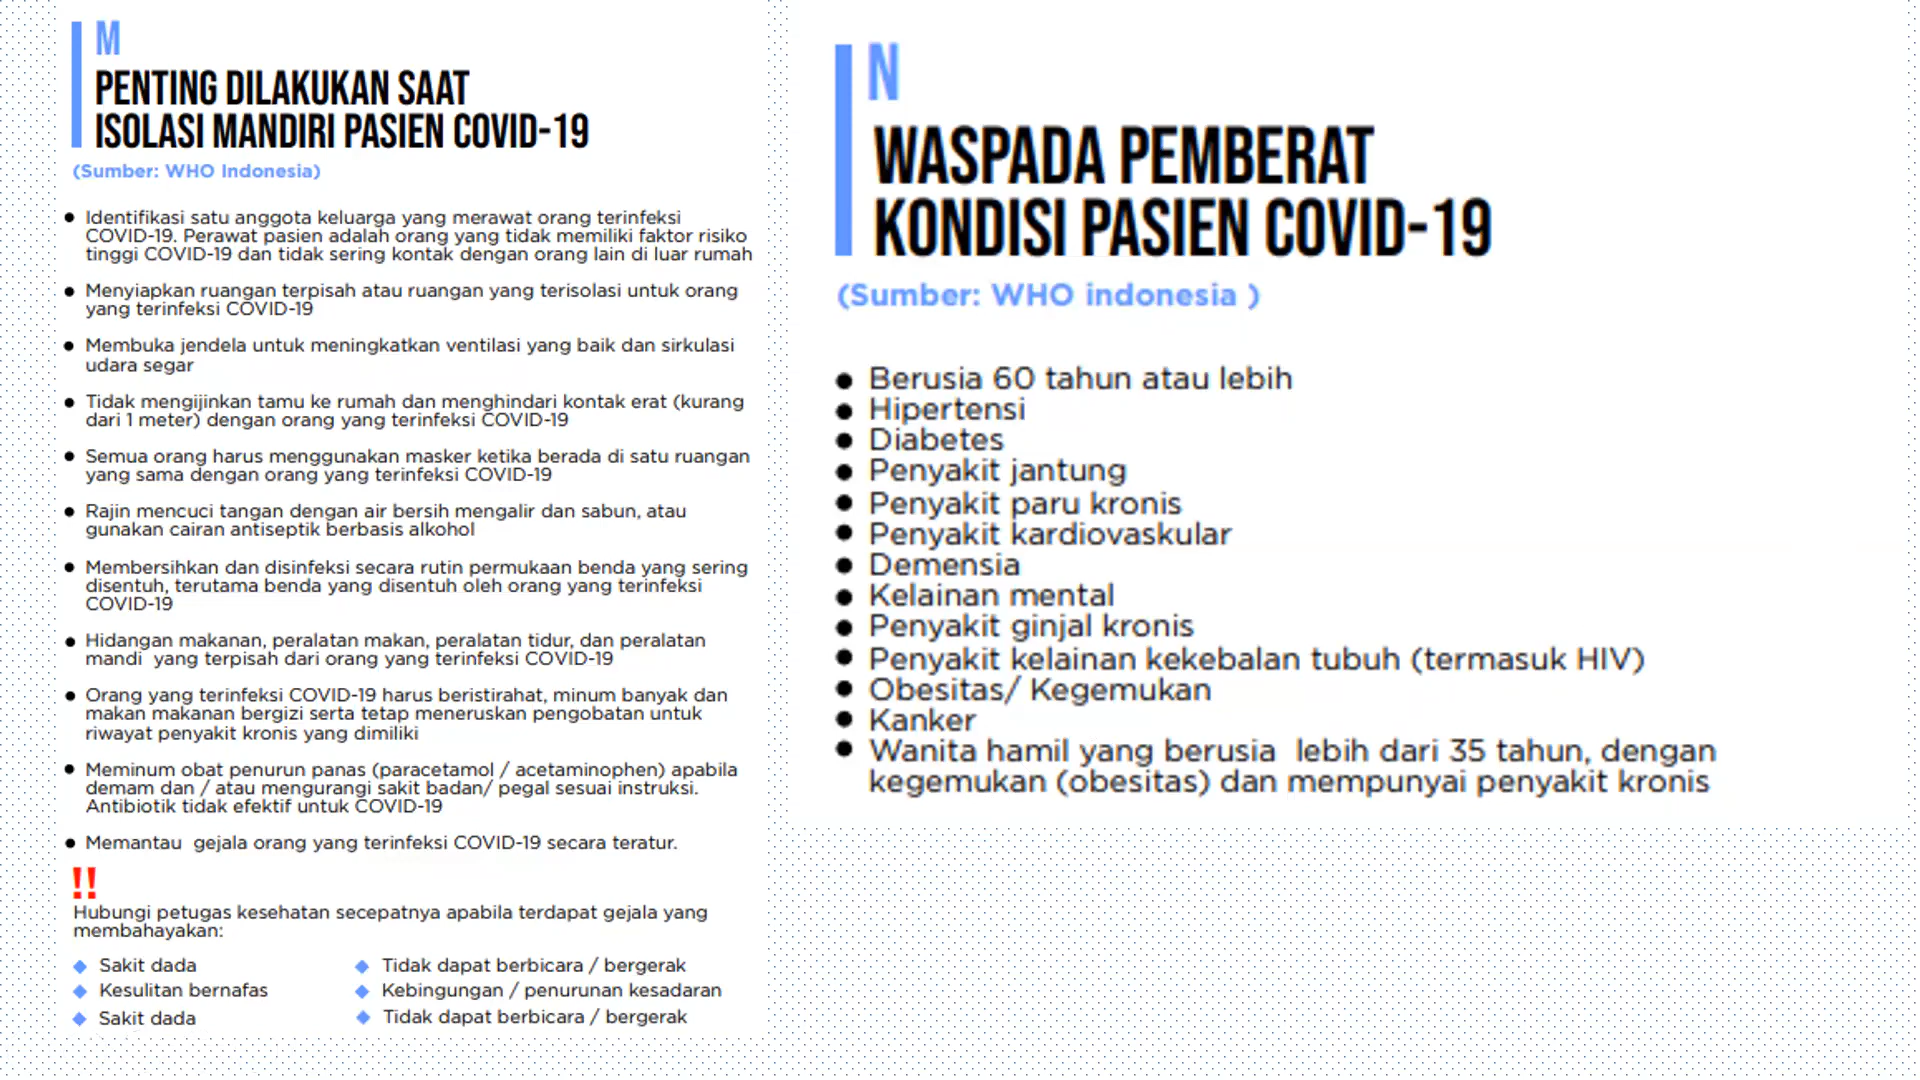 M
PENTING DILAKUKAN SAAT
ISOLASI MANDIRI PASIEN COVID-19
(Sumber: WHO Indonesia)
● Identifikasi satu anggota keluarga yang merawat orang terinfeksi
COVID-19. Perawat pasien adalah orang yang tidak memiliki faktor risiko
tinggi COVID-19 dan tidak sering kontak dengan orang lain di luar rumah
● Menyiapkan ruangan terpisah atau ruangan yang terisolasi untuk orang
yang terinfeksi COVID-19
● Membuka jendela untuk meningkatkan ventilasi yang baik dan sirkulasi
udara segar
● Tidak mengijinkan tamu ke rumah dan menghindari kontak erat (kurang
dari 1 meter) dengan orang yang terinfeksi COVID-19
● Semua orang harus menggunakan masker ketika berada di satu ruangan
yang sama dengan orang yang terinfeksi COVID-19
● Rajin mencuci tangan dengan air bersih mengalir dan sabun, atau
gunakan cairan antiseptik berbasis alkohol
● Membersihkan dan disinfeksi secara rutin permukaan benda yang sering
disentuh, terutama benda yang disentuh oleh orang yang terinfeksi
COVID-19
● Hidangan makanan, peralatan makan, peralatan tidur, dan peralatan
mandi yang terpisah dari orang yang terinfeksi COVID-19
● Orang yang terinfeksi COVID-19 harus beristirahat, minum banyak dan
makan makanan bergizi serta tetap meneruskan pengobatan untuk
riwayat penyakit kronis yang dimiliki
● Meminum obat penurun panas (paracetamol / acetaminophen) apabila
demam dan / atau mengurangi sakit badan/ pegal sesuai instruksi.
Antibiotik tidak efektif untuk COVID-19
● Memantau gejala orang yang terinfeksi COVID-19 secara teratur.
!!
Hubungi petugas kesehatan secepatnya apabila terdapat gejala yang
membahayakan:
◆ Sakit dada
◆ Kesulitan bernafas
◆ Sakit dada
◆ Tidak dapat berbicara / bergerak
◆ Kebingungan / penurunan kesadaran
◆ Tidak dapat berbicara / bergerak
N
WASPADA PEMBERAT
KONDISI PASIEN COVID-19
(Sumber: WHO indonesia )
● Berusia 60 tahun atau lebih
● Hipertensi
● Diabetes
● Penyakit jantung
● Penyakit paru kronis
● Penyakit kardiovaskular
● Demensia
● Kelainan mental
● Penyakit ginjal kronis
● Penyakit kelainan kekebalan tubuh (termasuk HIV)
● Obesitas/ Kegemukan
● Kanker
● Wanita hamil yang berusia lebih dari 35 tahun, dengan
kegemukan (obesitas) dan mempunyai penyakit kronis